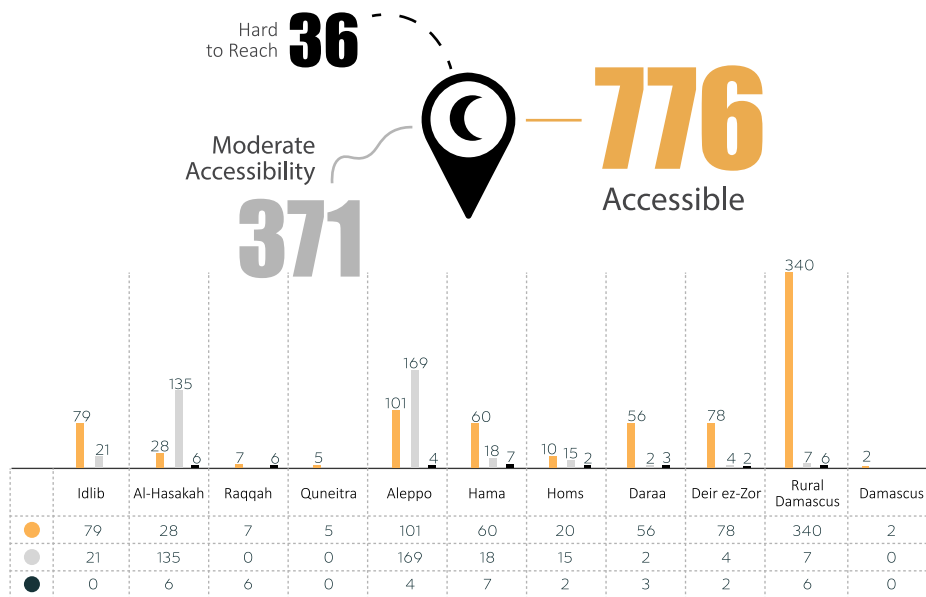 Hard
to Reach
36
776
Accessible
Moderate
Accessibility
371
79 21
28 135 6
7 6
5
101 169 4
60 18 7
10 15 2
56 2 3
78 4 2
340 7 6
2
Idlib Al-Hasakah Raqqah Quneitra Aleppo Hama Homs Daraa Deir ez-Zor Rural Damascus Damascus
79 28 7 5 101 60 20 56 78 340 2
21 135 0 0 169 18 15 2 4 7 0
0 6 6 0 4 7 2 3 2 6 0